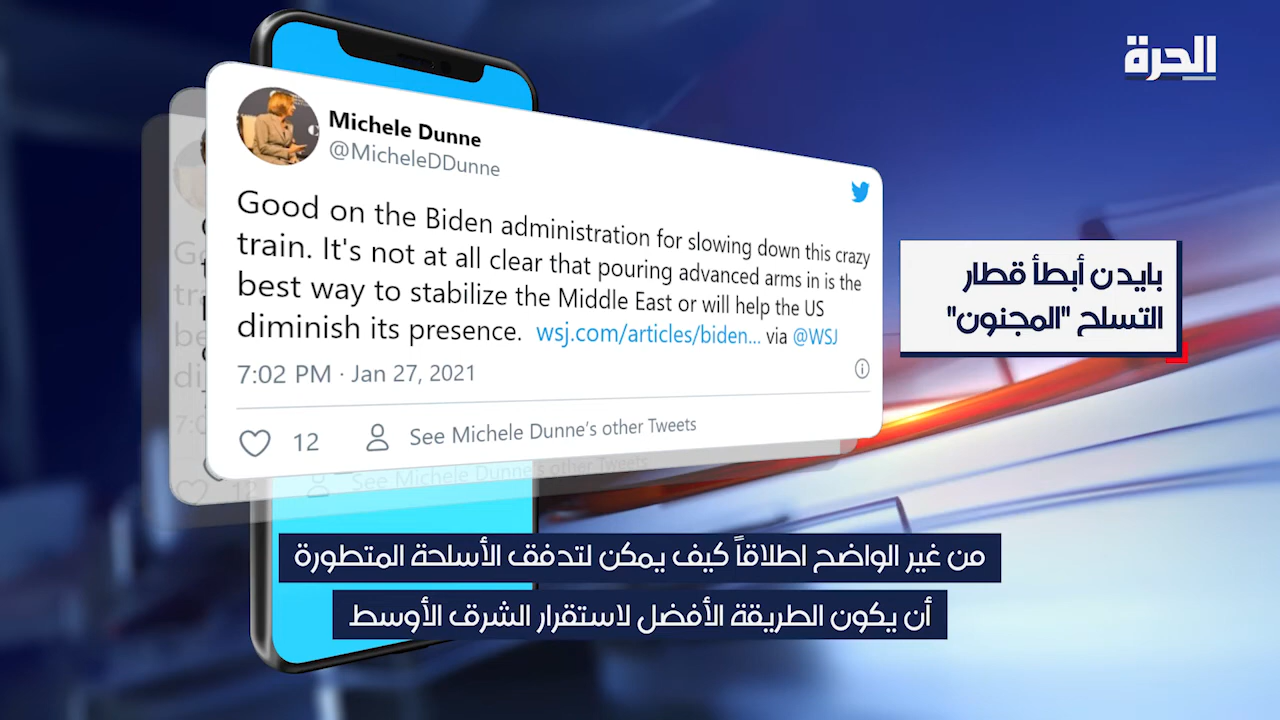 الحرة
Michele Dunne
@MicheleDDunne
Good on the Biden administration for slowing down this crazy
train. It's not at all clear that pouring advanced arms in is the
best way to stabilize the Middle East or will help the US
diminish its presence. wsj.com/articles/biden... via @WSJ
7:02 PM · Jan 27, 2021
12
See Michele Dunne's other Tweets
بايدن أبطأ قطار
التسلح "المجنون"
من غير الواضح اطلاقاً كيف يمكن لتدفق الأسلحة المتطورة
أن يكون الطريقة الأفضل لاستقرار الشرق الأوسط